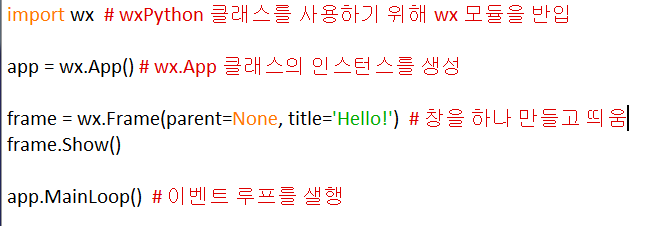 import wx # wxPython 클래스를 사용하기 위해 wx 모듈을 반입
app = wx.App() # wx.App 클래스의 인스턴스를 생성
frame = wx.Frame(parent=None, title='Hello!') # 창을 하나 만들고 띄움
frame.Show()
app.MainLoop() # 이벤트 루프를 샐행